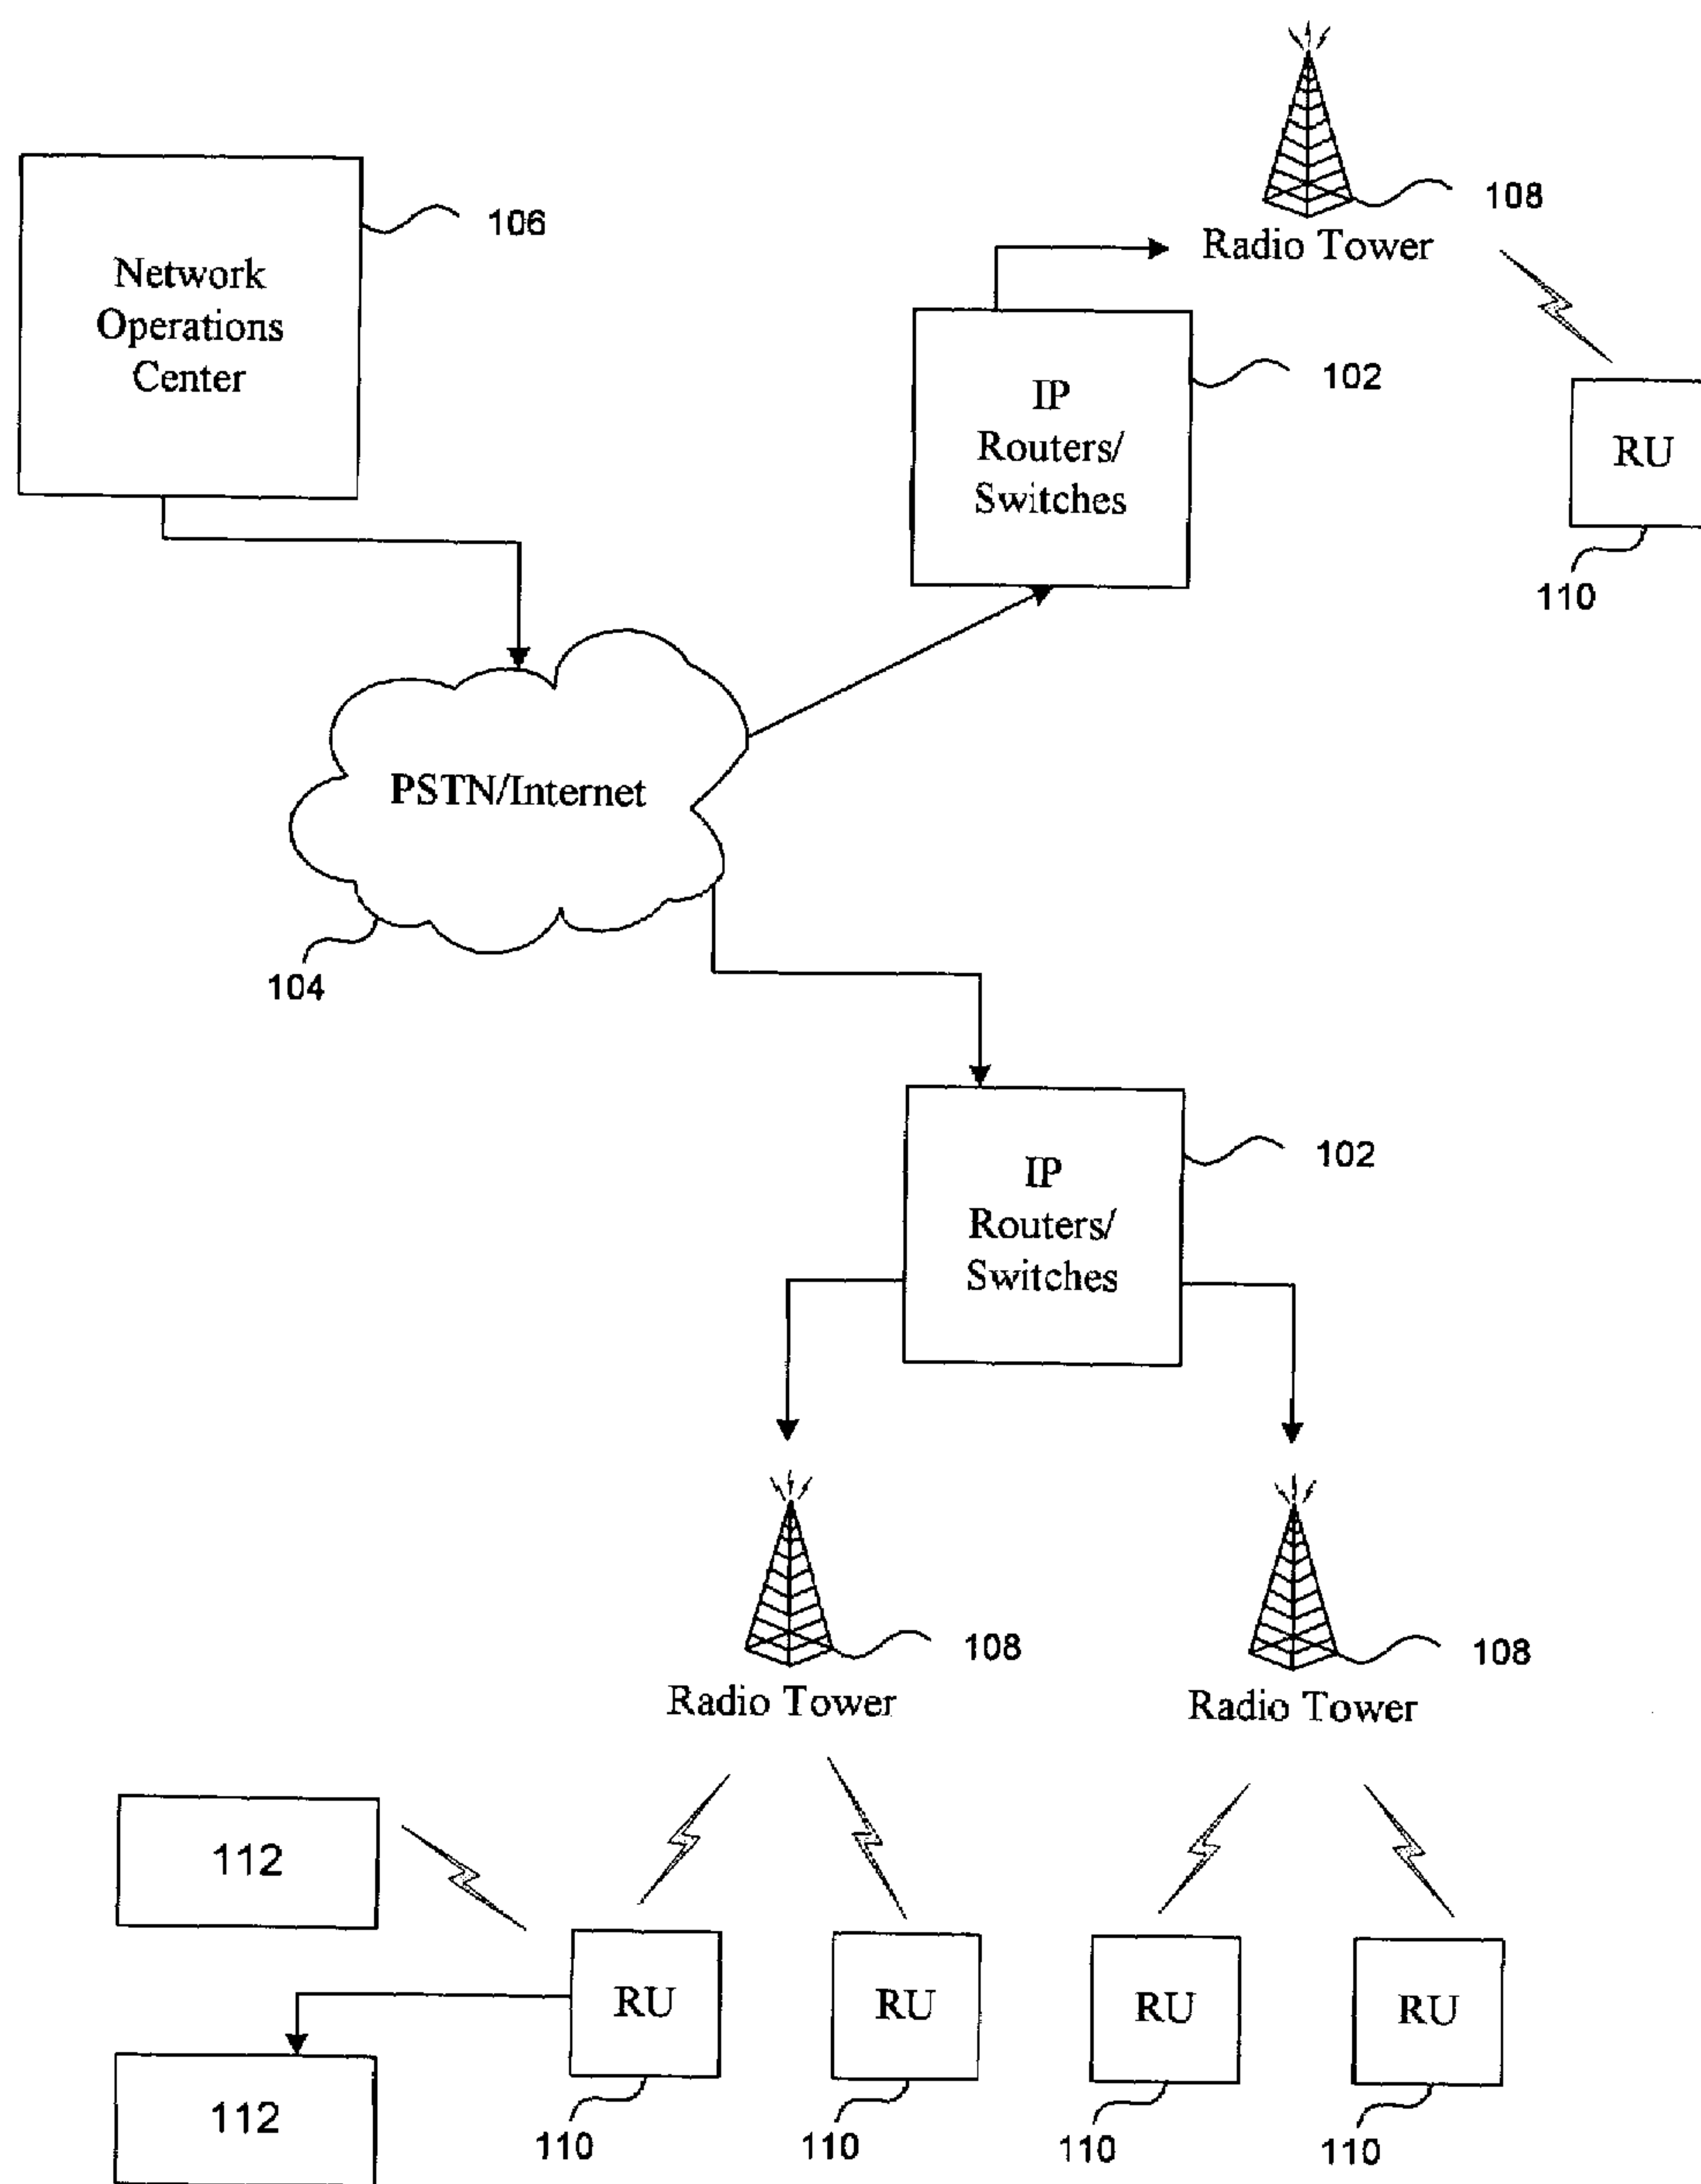 108
Radio Tower
106
Network
Operations
Center
102
IP
Routers/
Switches
RU
110
PSTN/Internet
104
102
IP
Routers/
Switches
108
Radio Tower
108
Radio Tower
112
RU
RU
RU
RU
112
110
110
110
110